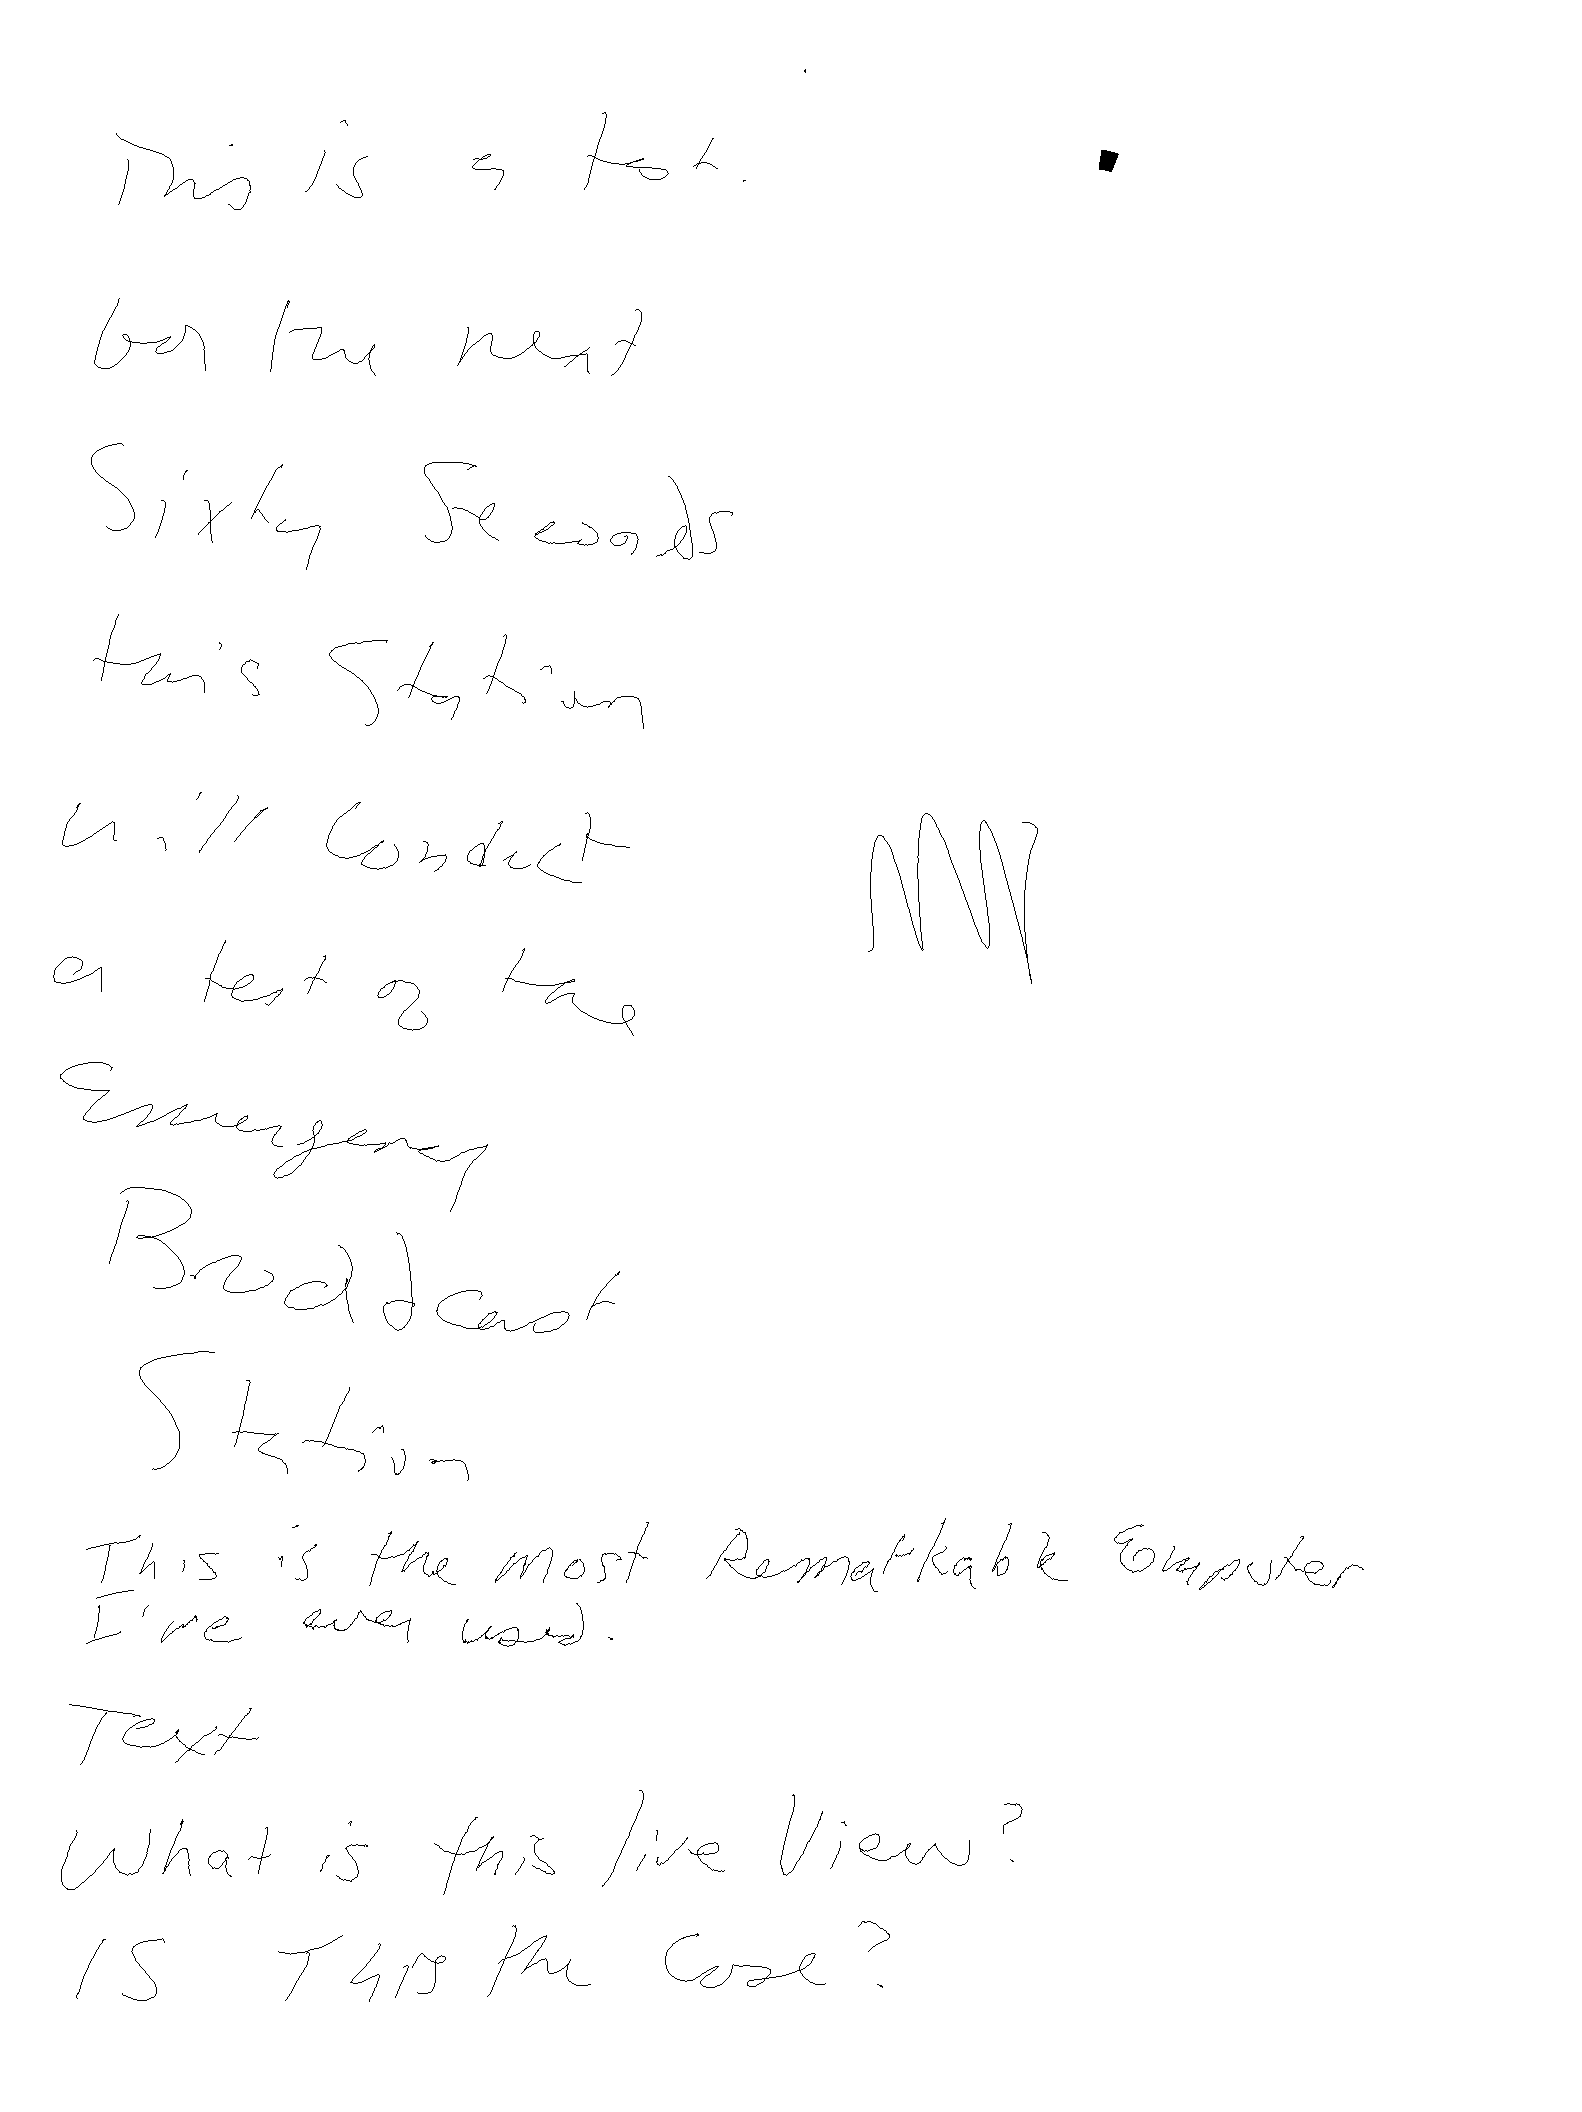 This is a test.
for the next
Sixty Seconds
this Station
will Conduct
a test of the
Emergency
Broadcast
Station
This is the most Remarkable Computer
I've ever used.
Text
What is this live View?
IS This the Case?